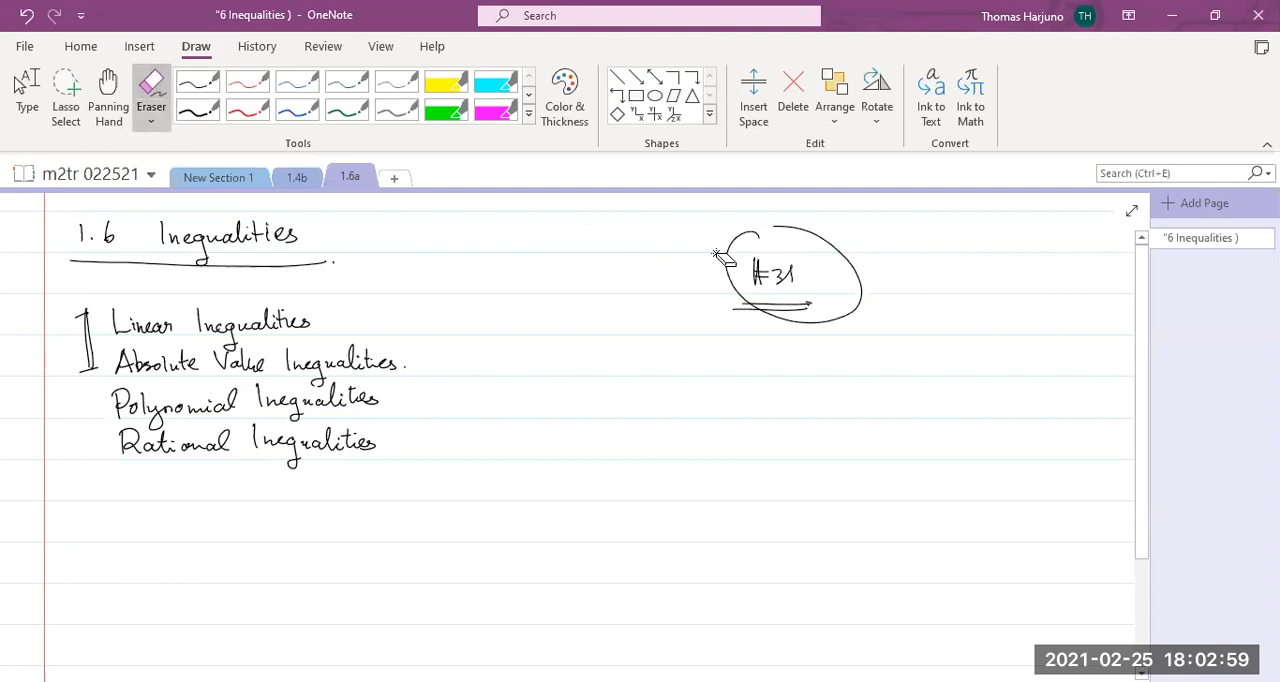 "6 Inequalities ) - OneNote
Search
Thomas Harjuno TH
File Home Insert Draw History Review View Help
Type
Lasso Select
Panning Hand
Eraser
Color & Thickness
Insert Space
Delete
Arrange
Rotate
Ink to Text
Ink to Math
Tools
Shapes
Edit
Convert
m2tr 022521
New Section 1
1.4b
1.6a
Search (Ctrl+E)
Add Page
"6 Inequalities )
1.6 Inequalities
#31
Linear Inequalities
Absolute Value Inequalities.
Polynomial Inequalities
Rational Inequalities
2021-02-25 18:02:59